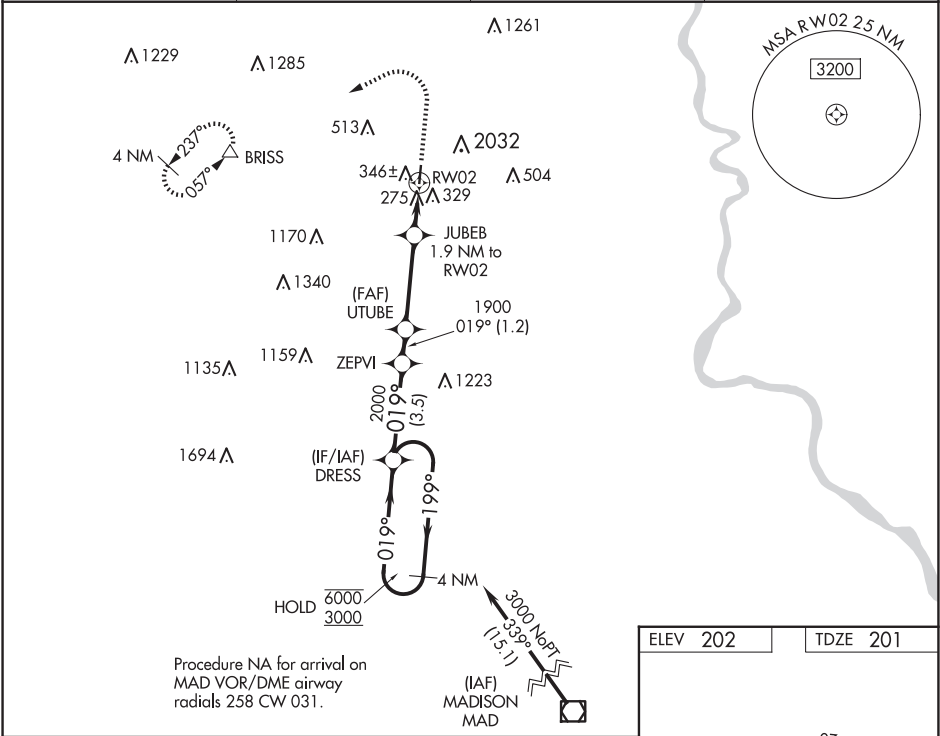 1261
1229
1285
MSA RW02 25 NM
3200
513
2032
4 NM
237°
057°
BRISS
346±
RW02
504
275
329
1170
JUBEB
1.9 NM to
RW02
1340
(FAF)
UTUBE
1900
019° (1.2)
1135
1159
ZEPVI
1223
2000
019°
(3.5)
1694
(IF/IAF)
DRESS
019°
199°
4 NM
HOLD 6000
3000
3000 NoPT
339°
(15.1)
Procedure NA for arrival on
MAD VOR/DME airway
radials 258 CW 031.
(IAF)
MADISON
MAD
ELEV 202
TDZE 201